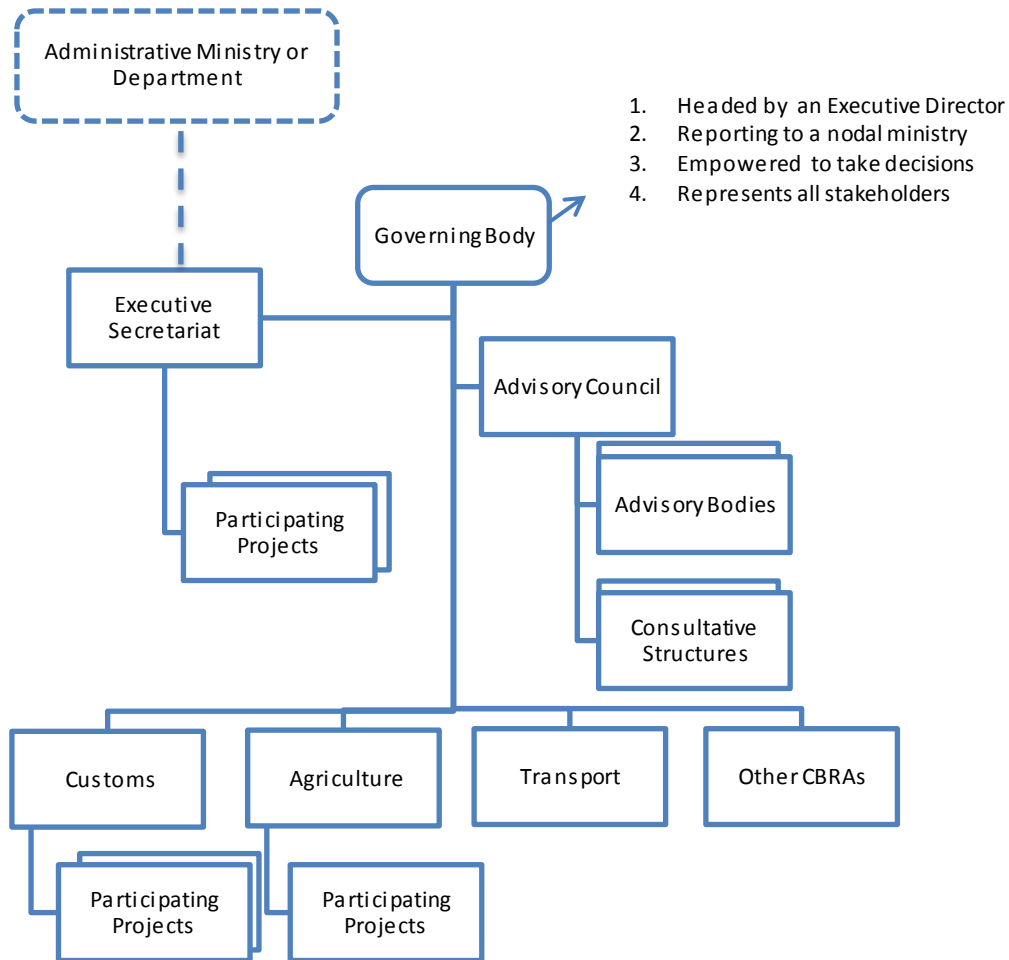 Administrative Ministry or
Department
1. Headed by an Executive Director
2. Reporting to a nodal ministry
3. Empowered to take decisions
4. Represents all stakeholders
Governing Body
Executive
Secretariat
Advisory Council
Advisory Bodies
Participating
Projects
Consultative
Structures
Customs
Agriculture
Transport
Other CBRAs
Participating
Projects
Participating
Projects